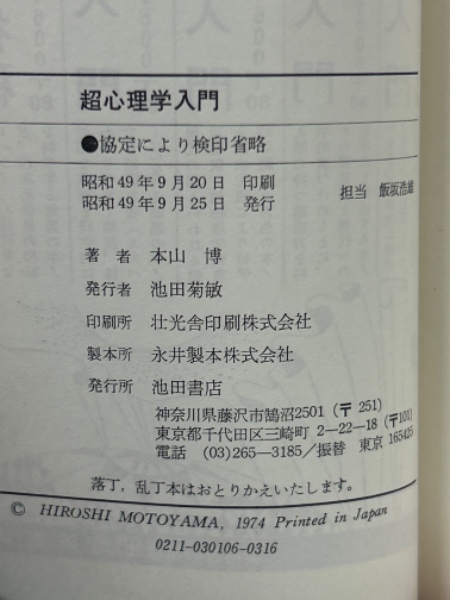 超心理学入門
●協定により検印省略
昭和49年9月20日 印刷
昭和49年9月25日 発行
担当 飯坂浩雄
著者 本山 博
発行者 池田菊敏
印刷所 壮光舎印刷株式会社
製本所 永井製本株式会社
発行所 池田書店
神奈川県藤沢市鵠沼2501(〒251)
東京都千代田区三崎町 2—22—18(〒101)
電話 (03)265—3185/振替 東京 165425
落丁,乱丁本はおとりかえいたします。
© HIROSHI MOTOYAMA, 1974 Printed in Japan
0211-030106-0316